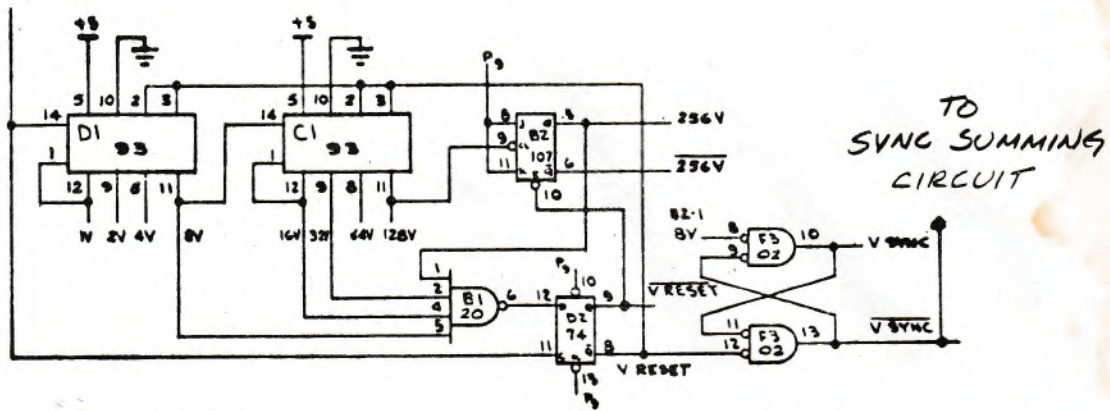 +5 +5
P9
5 10 2 3 5 10 2 3
14 D1 93 14 C1 93
1 12 9 8 11 1 12 9 8 11
1V 2V 4V 8V 16V 32V 64V 128V
8 J B2 8 256V
9 107
11 6 256V
10
TO
SYNC SUMMING
CIRCUIT
B2-1
8V 8 F3 02 10 V SYNC
9
1
2 B1 20 6
4
5
P9 10
12 D2 74 9 V RESET
11 8 V RESET
13
P9
11 F3 02 13 V SYNC
12